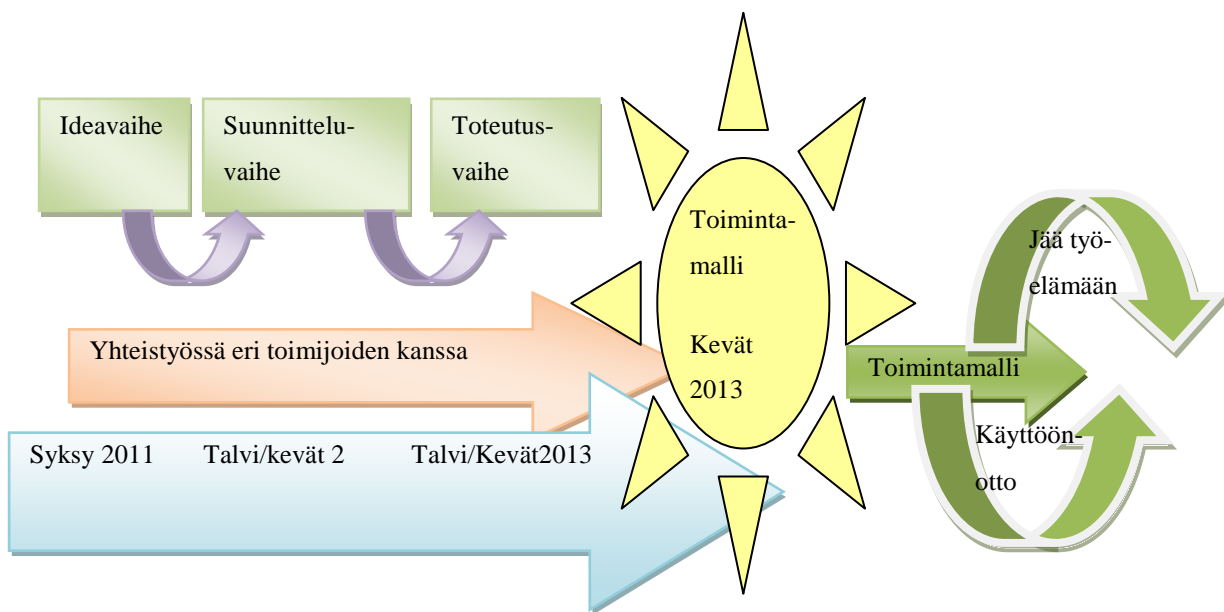 Ideavaihe
Suunnittelu-
vaihe
Toteutus-
vaihe
Yhteistyössä eri toimijoiden kanssa
Syksy 2011
Talvi/kevät 2
Talvi/Kevät2013
Toiminta-
malli
Kevät
2013
Toimintamalli
Jää työ-
elämään
Käyttöön-
otto